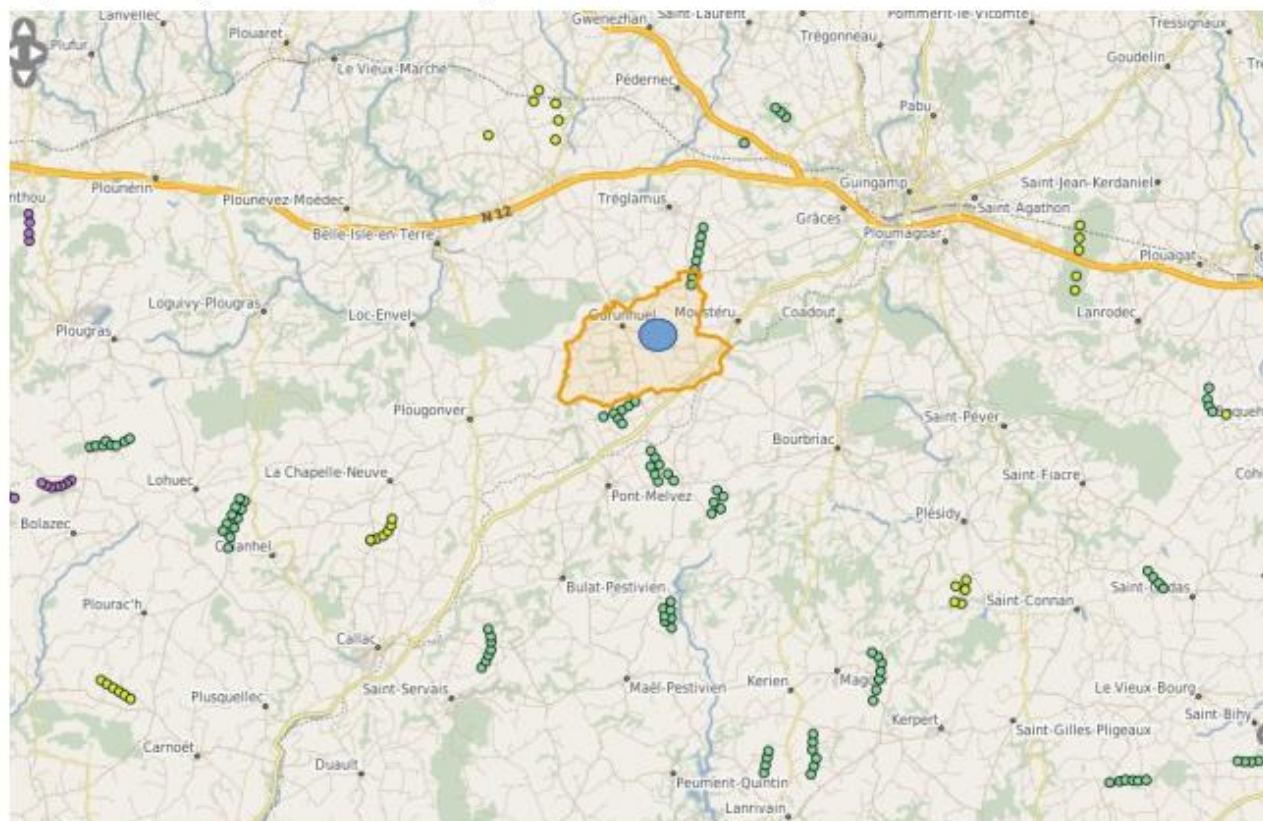 Lanvellec
Gwenezhan
Saint-Laurent
Pommerit-le-Vicomte
Tressignaux
Plouaret
Trégonneau
Plufur
Goudelin
Le Vieux-Marché
Pédernec
Pabu
Plounérin
Guingamp
Saint-Jean-Kerdaniel
Plounevez-Moëdec
Tréglamus
Saint-Agathon
N 12
Grâces
Belle-Isle-en-Terre
Ploumagoar
Plouagat
Loguivy-Plougras
Loc-Envel
Gurunhuel
Moustéru
Coadout
Lanrodec
Plougras
Plougonver
Saint-Péver
Bourbriac
La Chapelle-Neuve
Lohuec
Saint-Fiacre
Pont-Melvez
Bolazec
Plésidy
Bulat-Pestivien
Plourac'h
Saint-Connan
Callac
Maël-Pestivien
Kerien
Plusquellec
Saint-Servais
Le Vieux-Bourg
Saint-Bihy
Kerpert
Saint-Gilles-Pligeaux
Carnoët
Duault
Peument-Quintin
Lanrivain